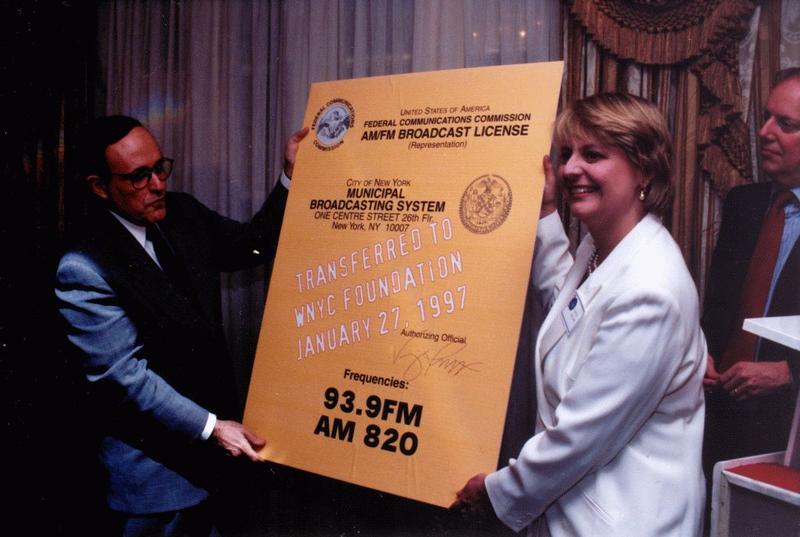 FEDERAL COMMUNICATIONS
COMMISSION
UNITED STATES OF AMERICA
FEDERAL COMMUNICATIONS COMMISSION
AM/FM BROADCAST LICENSE
(Representation)
CITY OF NEW YORK
MUNICIPAL
BROADCASTING SYSTEM
ONE CENTRE STREET 26th Flr.
New York, NY 10007
TRANSFERRED TO
WNYC FOUNDATION
JANUARY 27, 1997
Authorizing Official
Frequencies:
93.9FM
AM 820